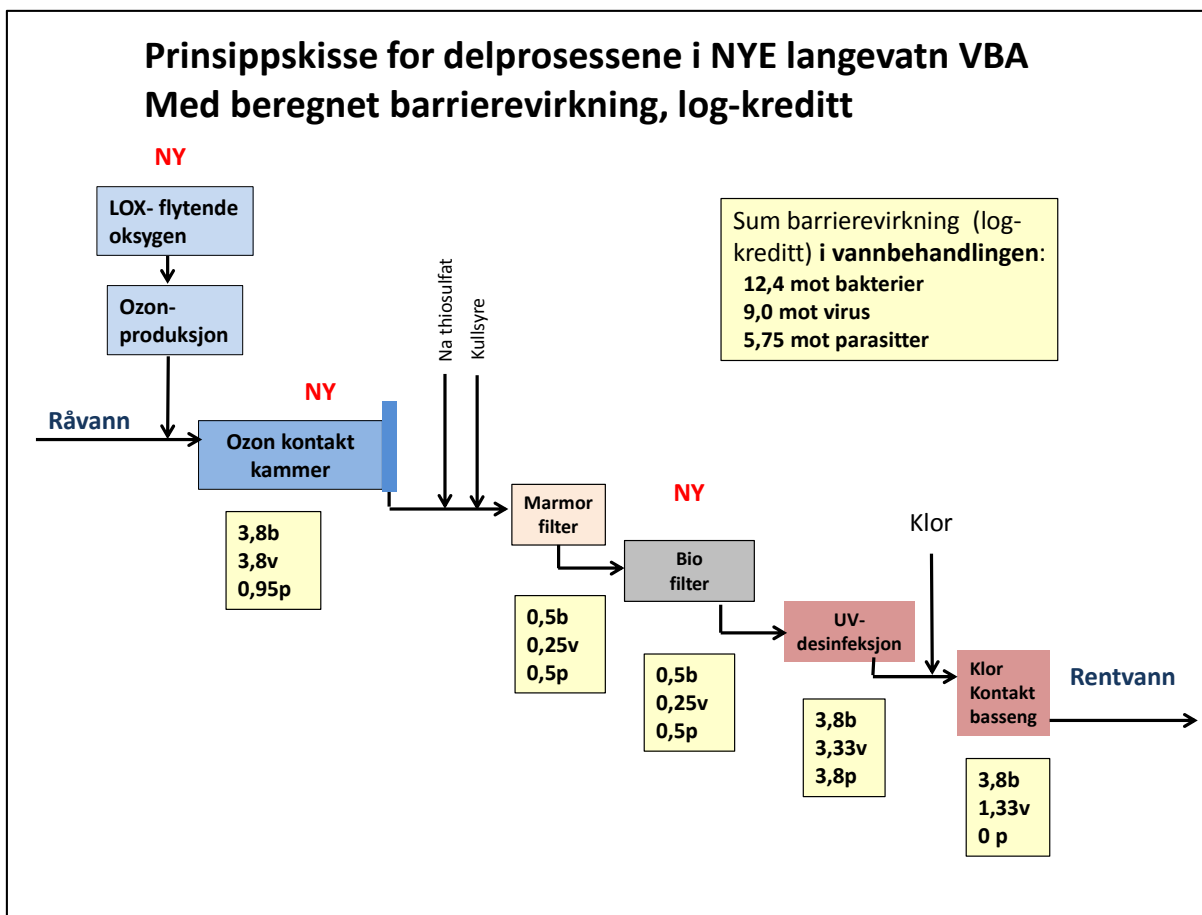 Prinsippskisse for delprosessene i NYE langevatn VBA
Med beregnet barrierevirkning, log-kreditt
NY
LOX- flytende
oksygen
Ozon-
produksjon
Sum barrierevirkning (log-
kreditt) i vannbehandlingen:
12,4 mot bakterier
9,0 mot virus
5,75 mot parasitter
Na thiosulfat
Kullsyre
Råvann
NY
Ozon kontakt
kammer
3,8b
3,8v
0,95p
Marmor
filter
0,5b
0,25v
0,5p
NY
Bio
filter
0,5b
0,25v
0,5p
UV-
desinfeksjon
3,8b
3,33v
3,8p
Klor
Klor
Kontakt
basseng
3,8b
1,33v
0 p
Rentvann